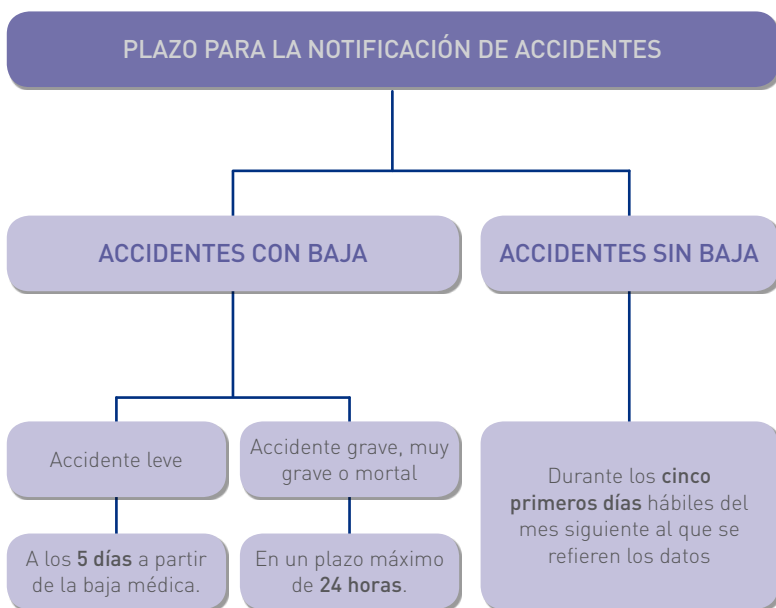 PLAZO PARA LA NOTIFICACIÓN DE ACCIDENTES
ACCIDENTES CON BAJA
ACCIDENTES SIN BAJA
Accidente leve
Accidente grave, muy
grave o mortal
A los 5 días a partir
de la baja médica.
En un plazo máximo
de 24 horas.
Durante los cinco
primeros días hábiles del
mes siguiente al que se
refieren los datos